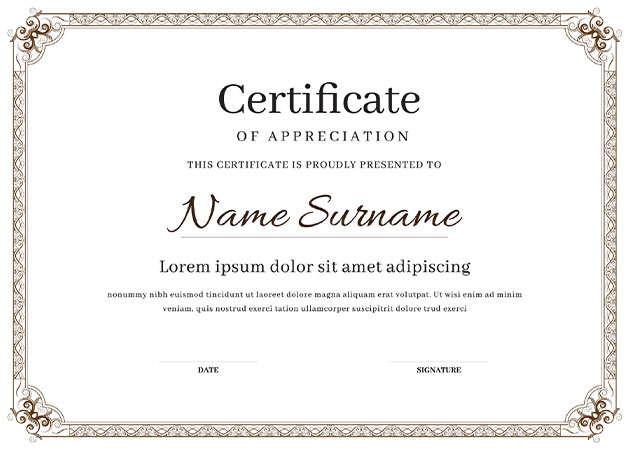 Certificate
OF APPRECIATION
THIS CERTIFICATE IS PROUDLY PRESENTED TO
Name Surname
Lorem ipsum dolor sit amet adipiscing
nonummy nibh euismod tincidunt ut laoreet dolore magna aliquam erat volutpat. Ut wisi enim ad minim
veniam, quis nostrud exerci tation ullamcorper suscipitrit dolore trud exerci
DATE SIGNATURE